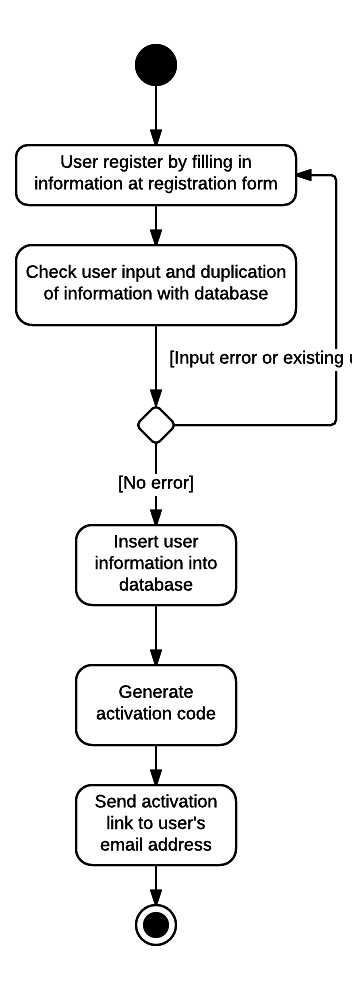 User register by filling in
information at registration form
Check user input and duplication
of information with database
[Input error or existing
[No error]
Insert user
information into
database
Generate
activation code
Send activation
link to user's
email address